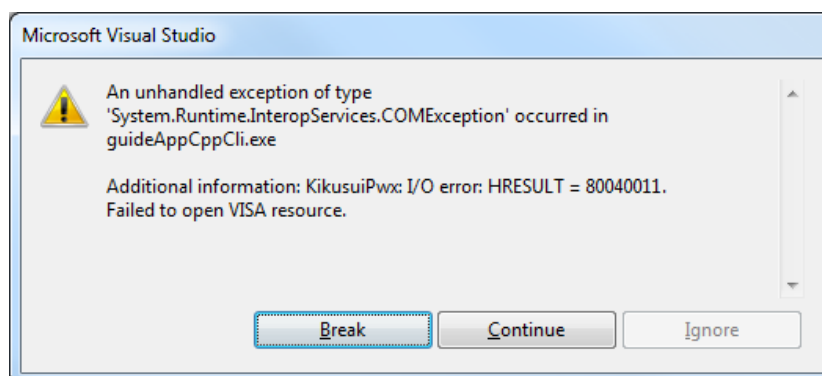 Microsoft Visual Studio
An unhandled exception of type
'System.Runtime.InteropServices.COMException' occurred in
guideAppCppCli.exe
Additional information: KikusuiPwx: I/O error: HRESULT = 80040011.
Failed to open VISA resource.
Break Continue Ignore